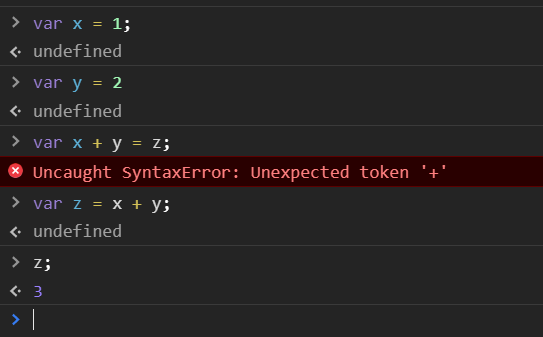 var x = 1;
undefined
var y = 2
undefined
var x + y = z;
Uncaught SyntaxError: Unexpected token '+'
var z = x + y;
undefined
z;
3